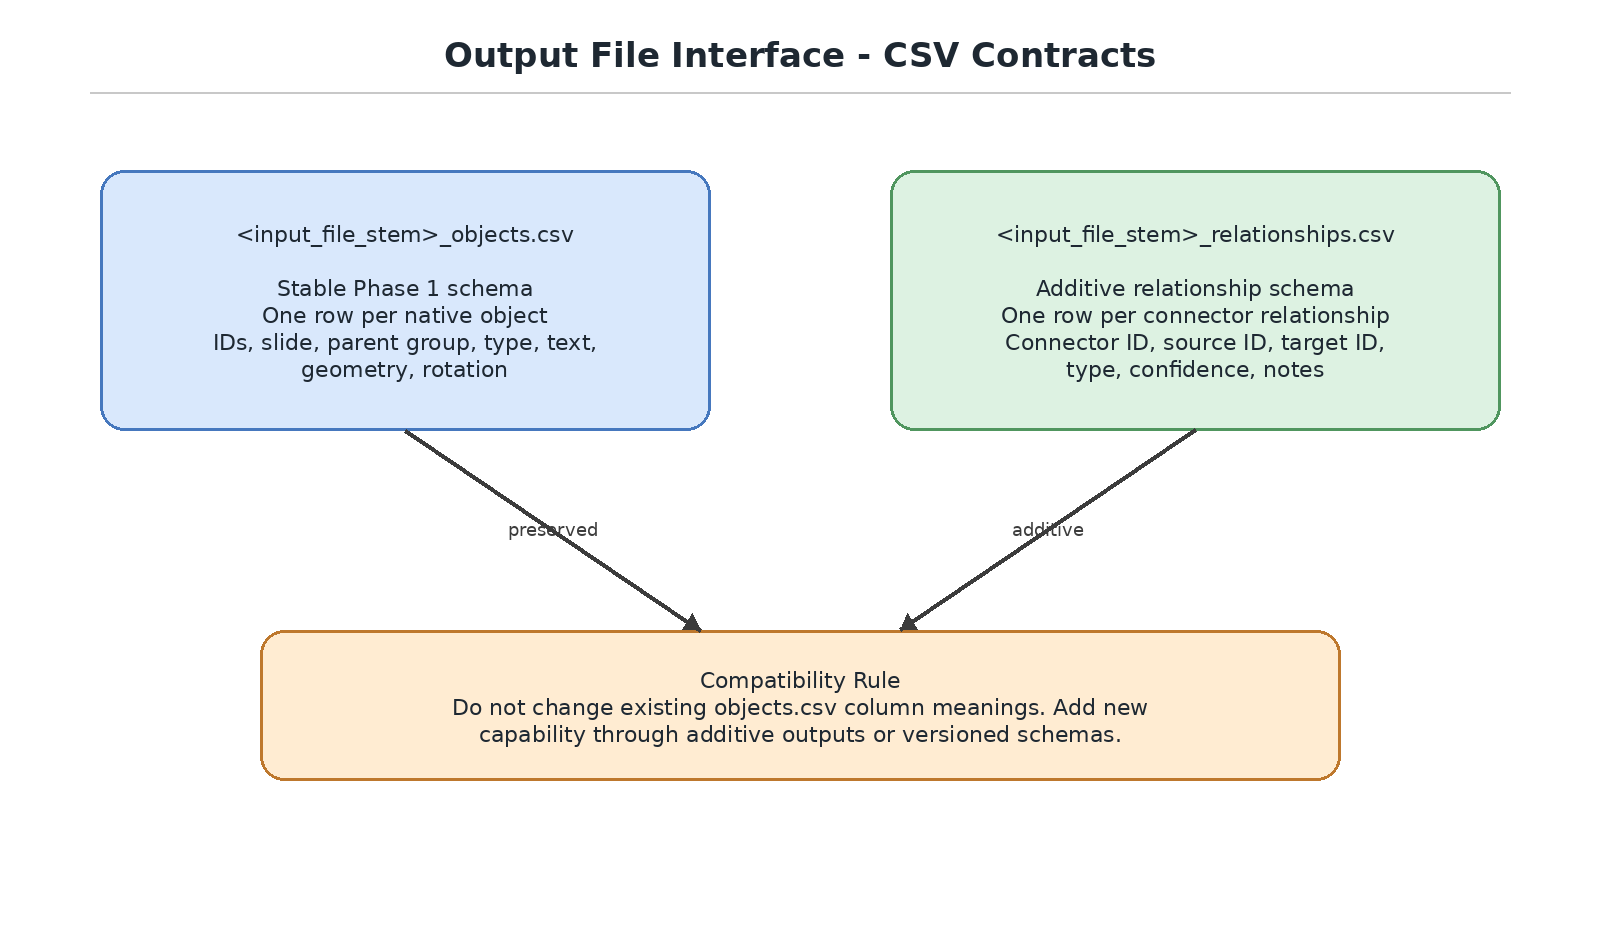 Output File Interface - CSV Contracts
<input_file_stem>_objects.csv
Stable Phase 1 schema
One row per native object
IDs, slide, parent group, type, text,
geometry, rotation
<input_file_stem>_relationships.csv
Additive relationship schema
One row per connector relationship
Connector ID, source ID, target ID,
type, confidence, notes
preserved
additive
Compatibility Rule
Do not change existing objects.csv column meanings. Add new
capability through additive outputs or versioned schemas.